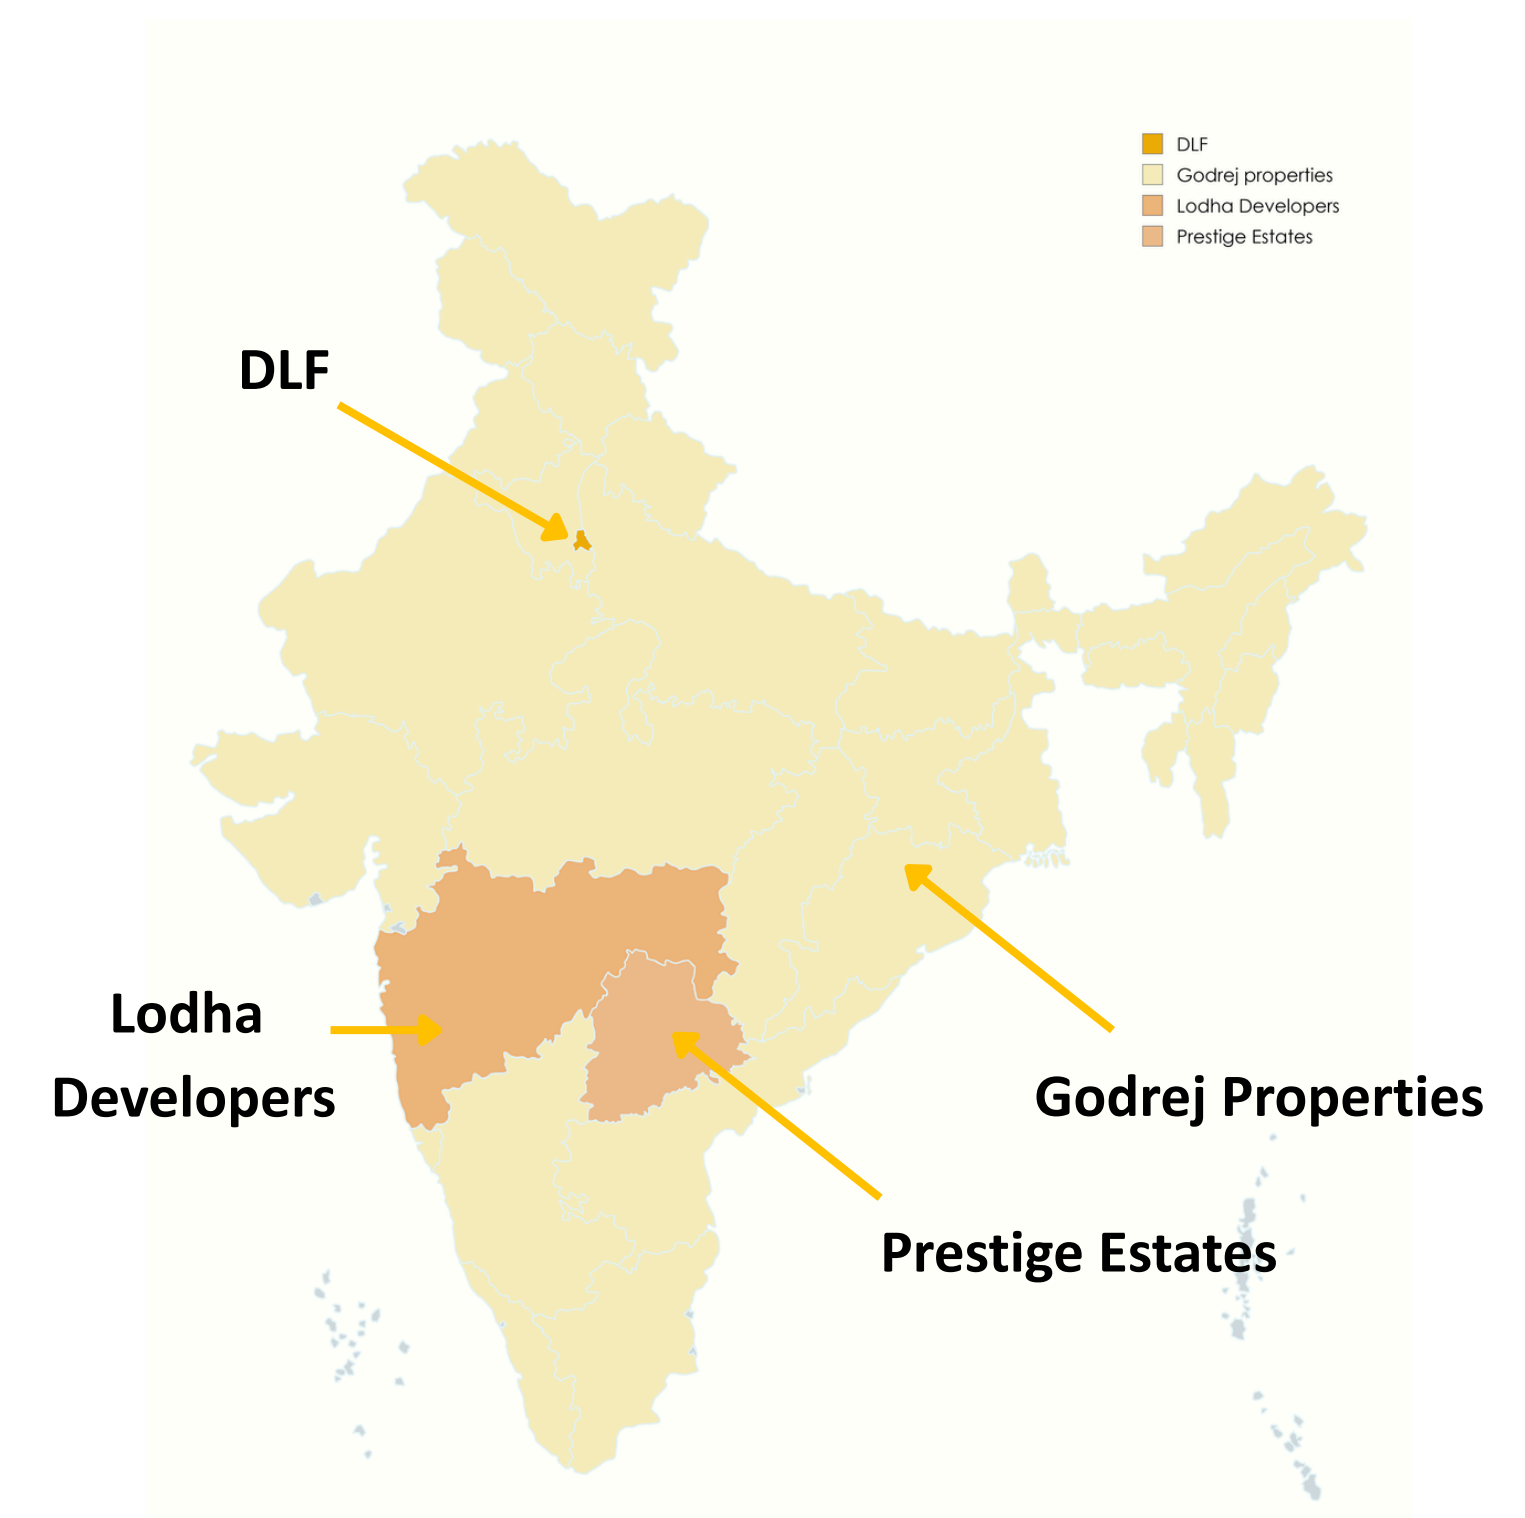 DLF
Godrej properties
Lodha Developers
Prestige Estates
DLF
Lodha
Developers
Godrej Properties
Prestige Estates